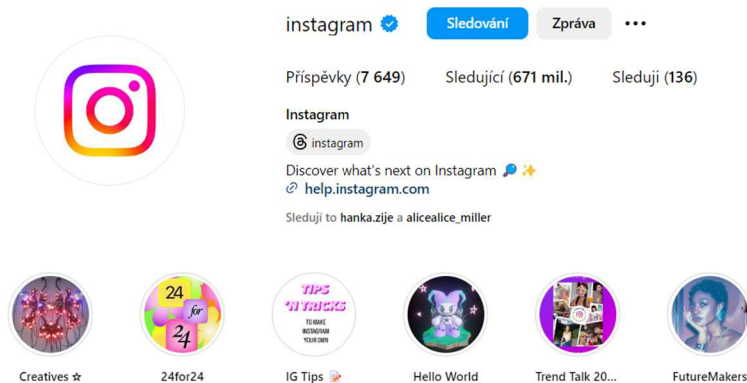 instagram Sledování Zpráva
Příspěvky (7 649) Sledující (671 mil.) Sleduji (136)
Instagram
instagram
Discover what's next on Instagram 🔎 ✨
help.instagram.com
Sledují to hanka.zije a alicealice_miller
24
for
24
TIPS
'N TRICKS
TO MAKE
INSTAGRAM
YOUR OWN
Creatives ☆ 24for24 IG Tips 📝 Hello World Trend Talk 20... FutureMakers